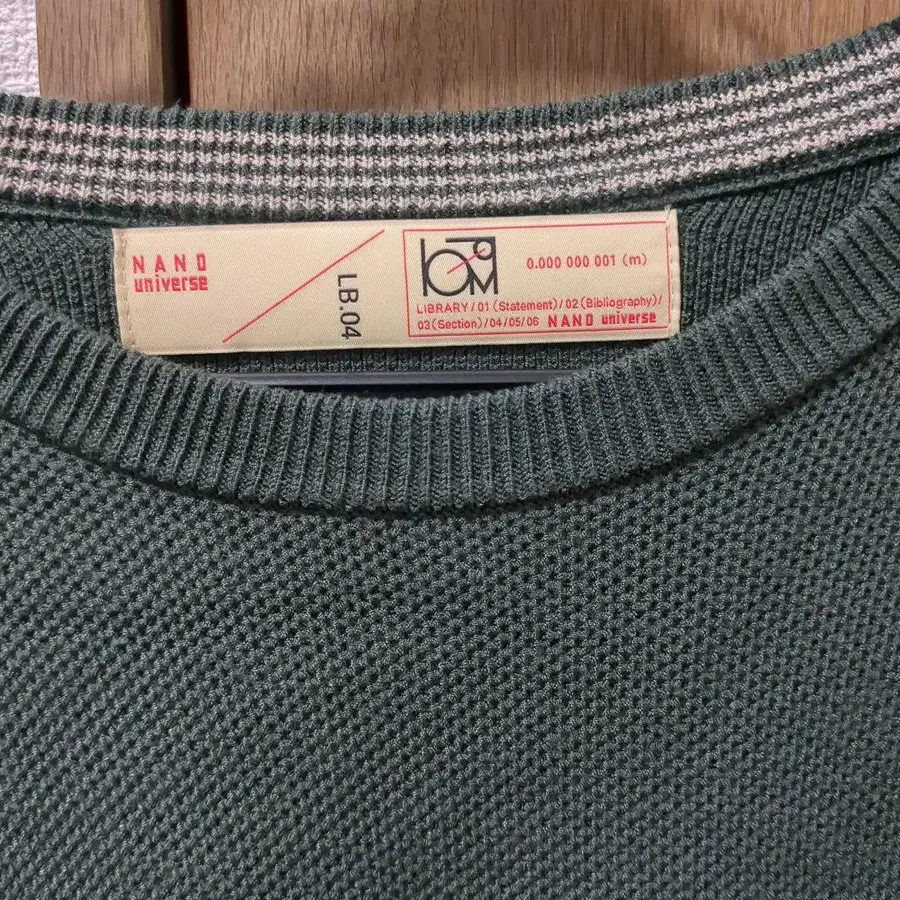 NANO
universe
LB.04
0.000 000 001 (m)
LIBRARY / 01 (Statement) / 02 (Bibliography) /
03 (Section) / 04 / 05 / 06 NANO universe